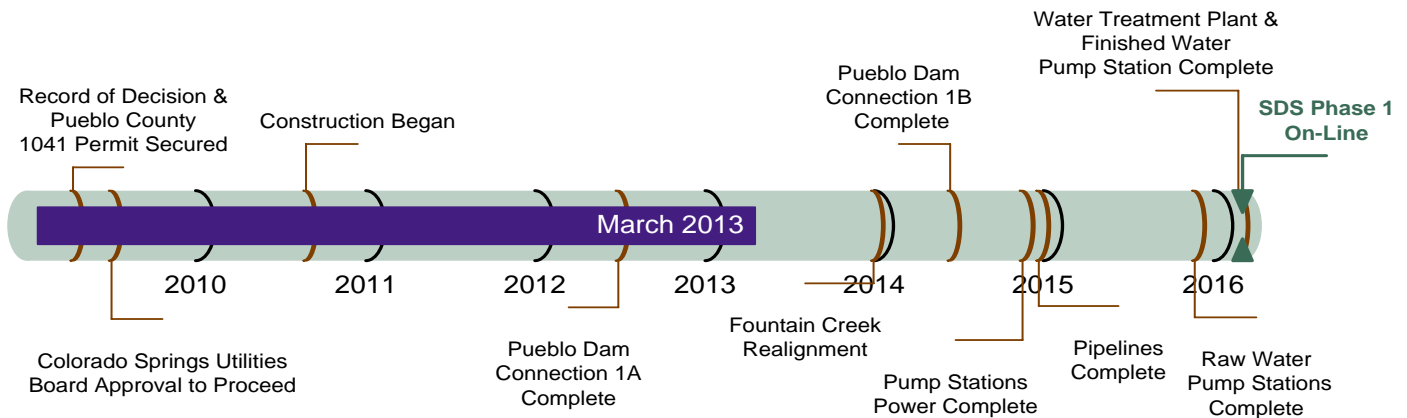 Water Treatment Plant &
Finished Water
Pump Station Complete
Pueblo Dam
Connection 1B
Complete
Record of Decision &
Pueblo County
1041 Permit Secured
Construction Began
SDS Phase 1
On-Line
March 2013
2010
2011
2012
2013
2014
2015
2016
Colorado Springs Utilities
Board Approval to Proceed
Pueblo Dam
Connection 1A
Complete
Fountain Creek
Realignment
Pump Stations
Power Complete
Pipelines
Complete
Raw Water
Pump Stations
Complete